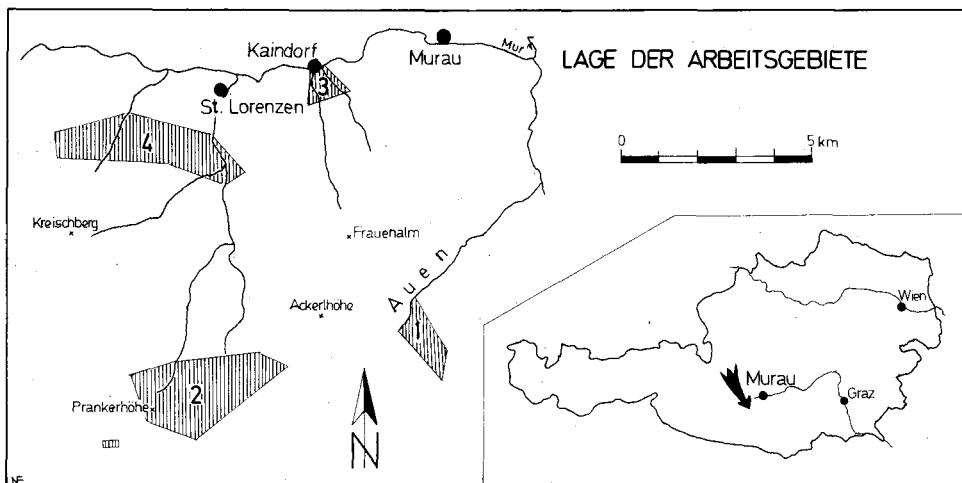 Kaindorf
Murau
Mur
LAGE DER ARBEITSGEBIETE
3
St. Lorenzen
4
0 5 km
Kreischberg
Frauenalm
Auen
Ackerlhöhe
1
Wien
2
Prankerhöhe
Murau
Graz
N